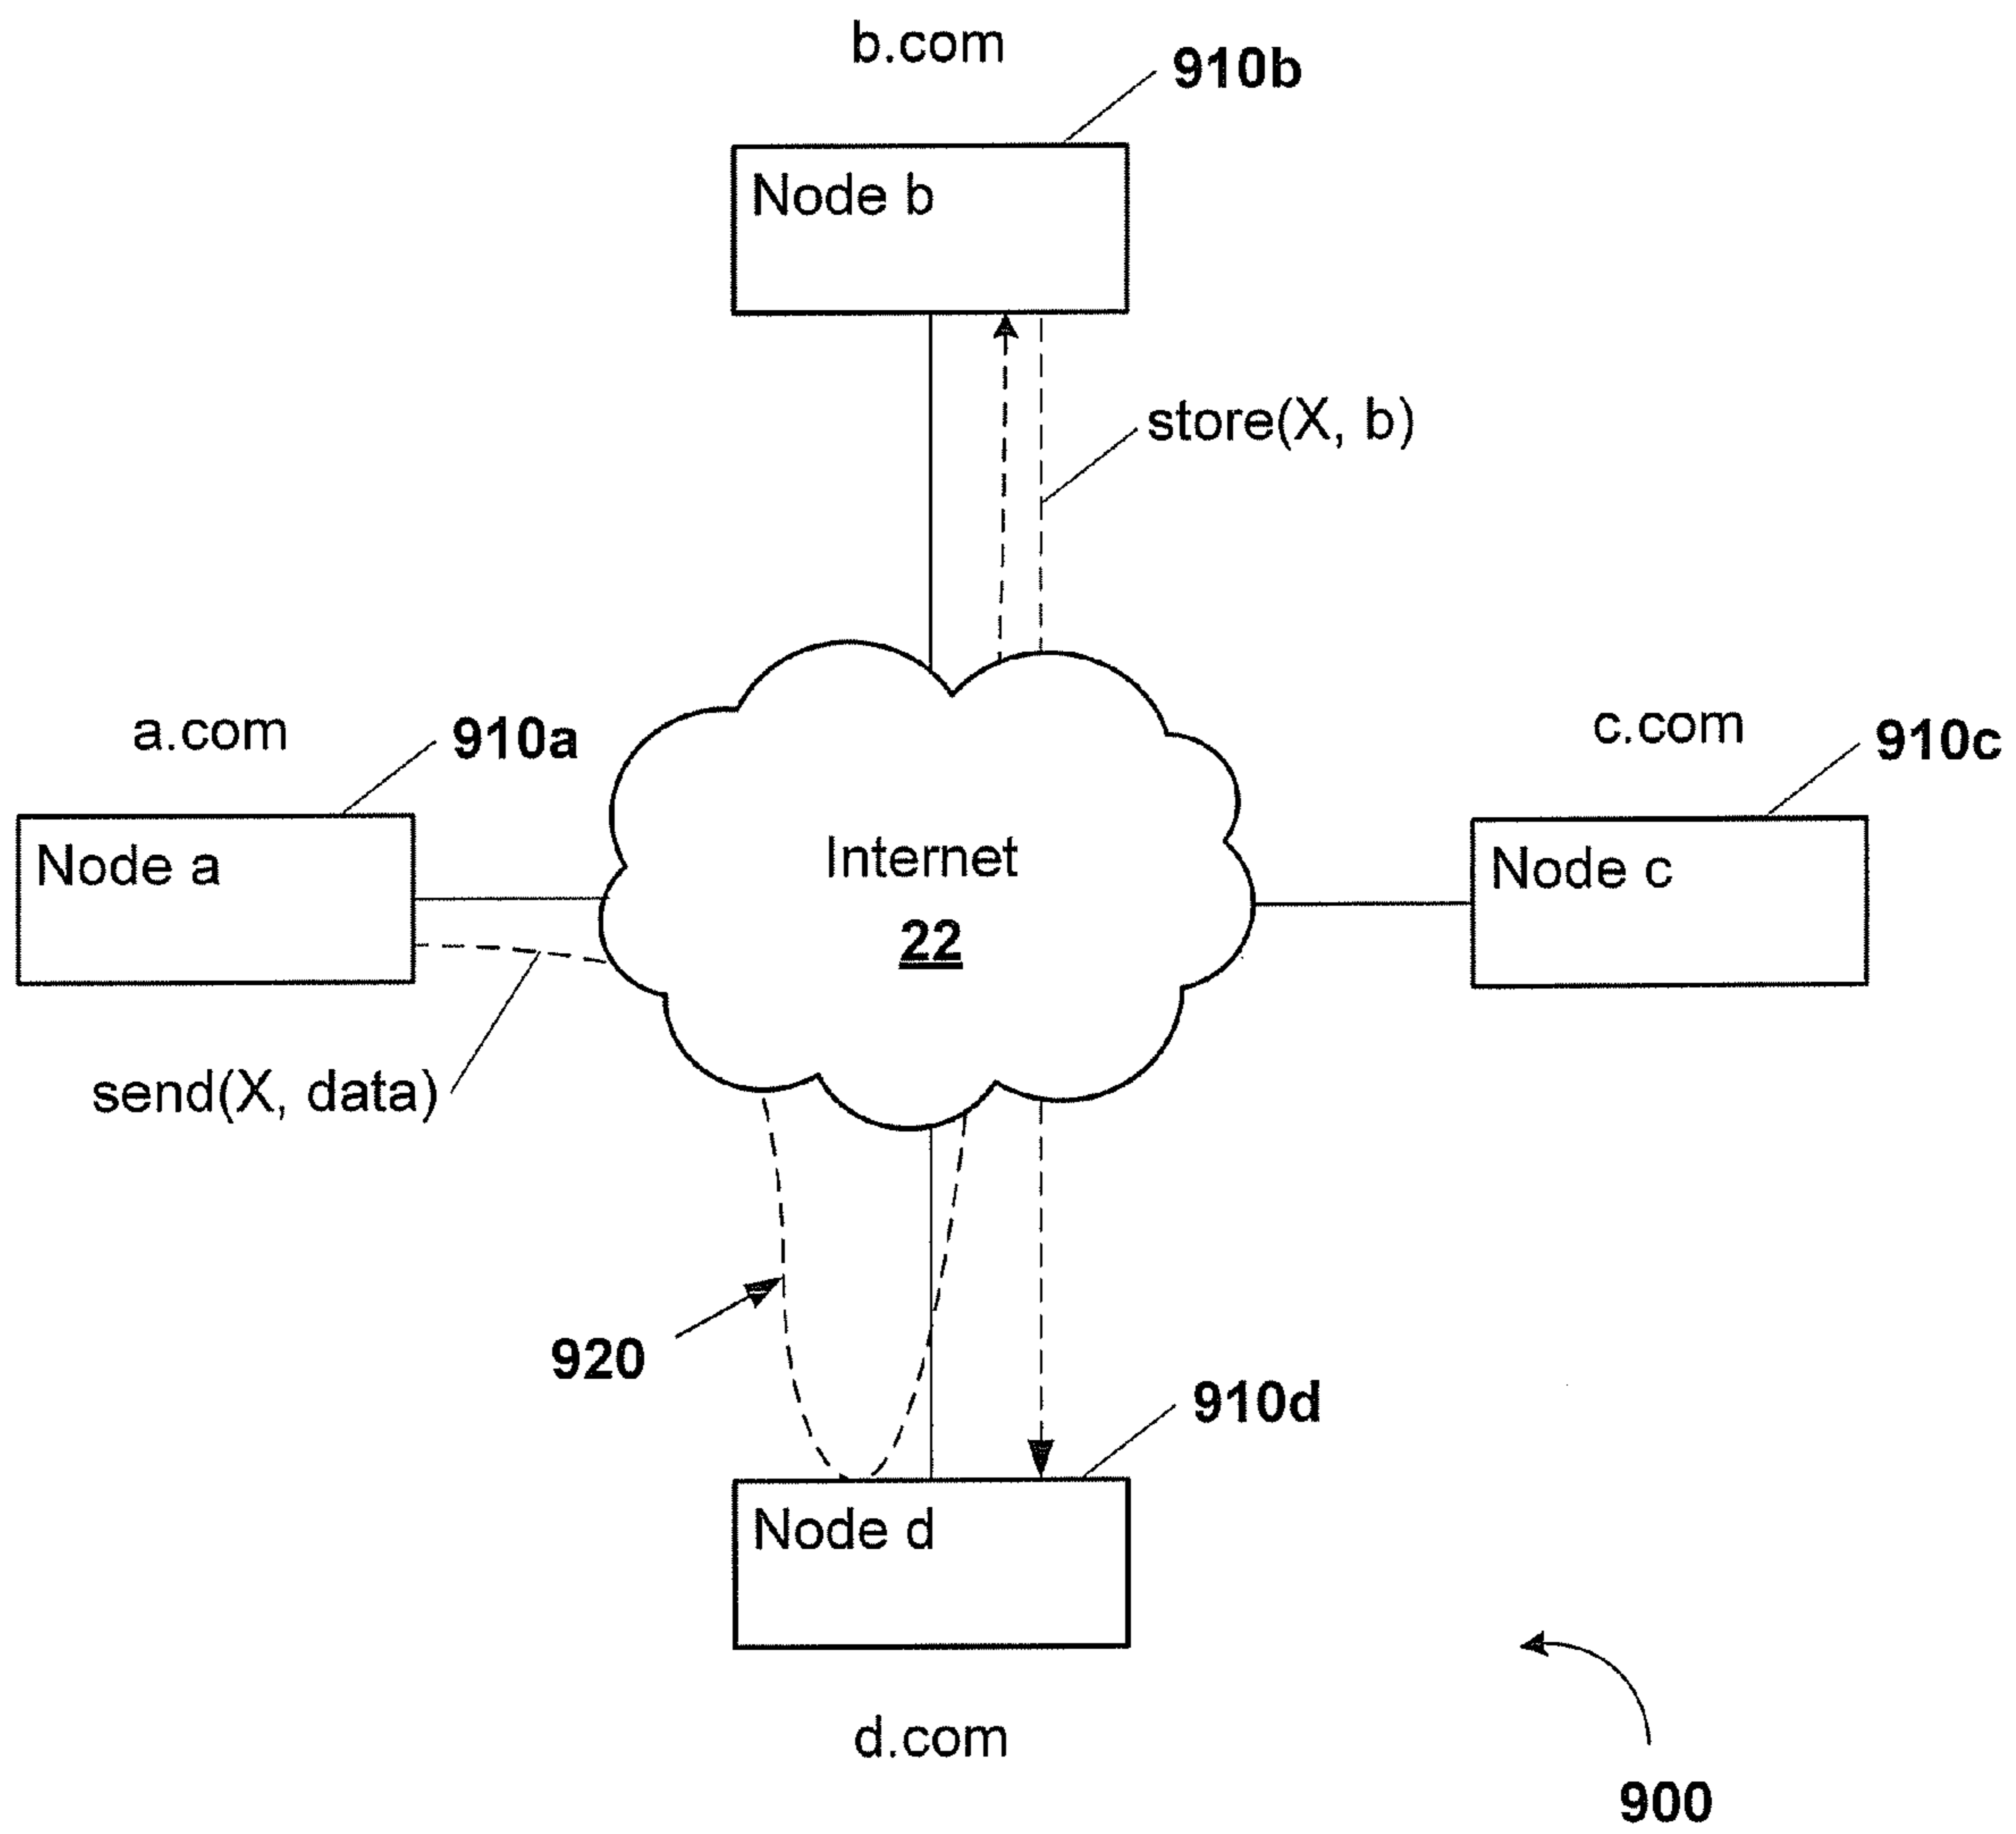 b.com
910b
Node b
store(X, b)
a.com
910a
c.com
910c
Node a
Internet
22
Node c
send(X, data)
920
910d
Node d
d.com
900